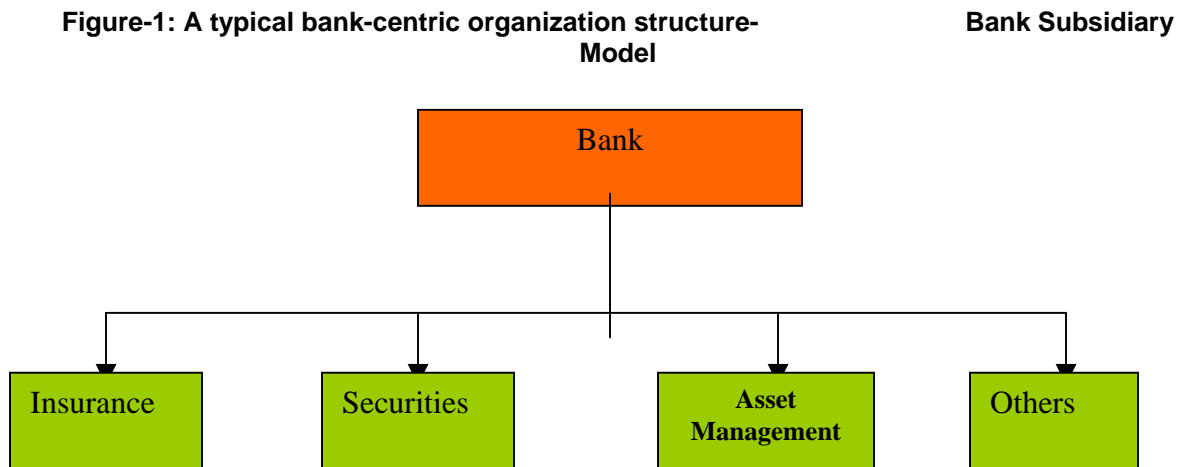 Figure-1: A typical bank-centric organization structure- Bank Subsidiary
Model
Bank
Insurance
Securities
Asset
Management
Others